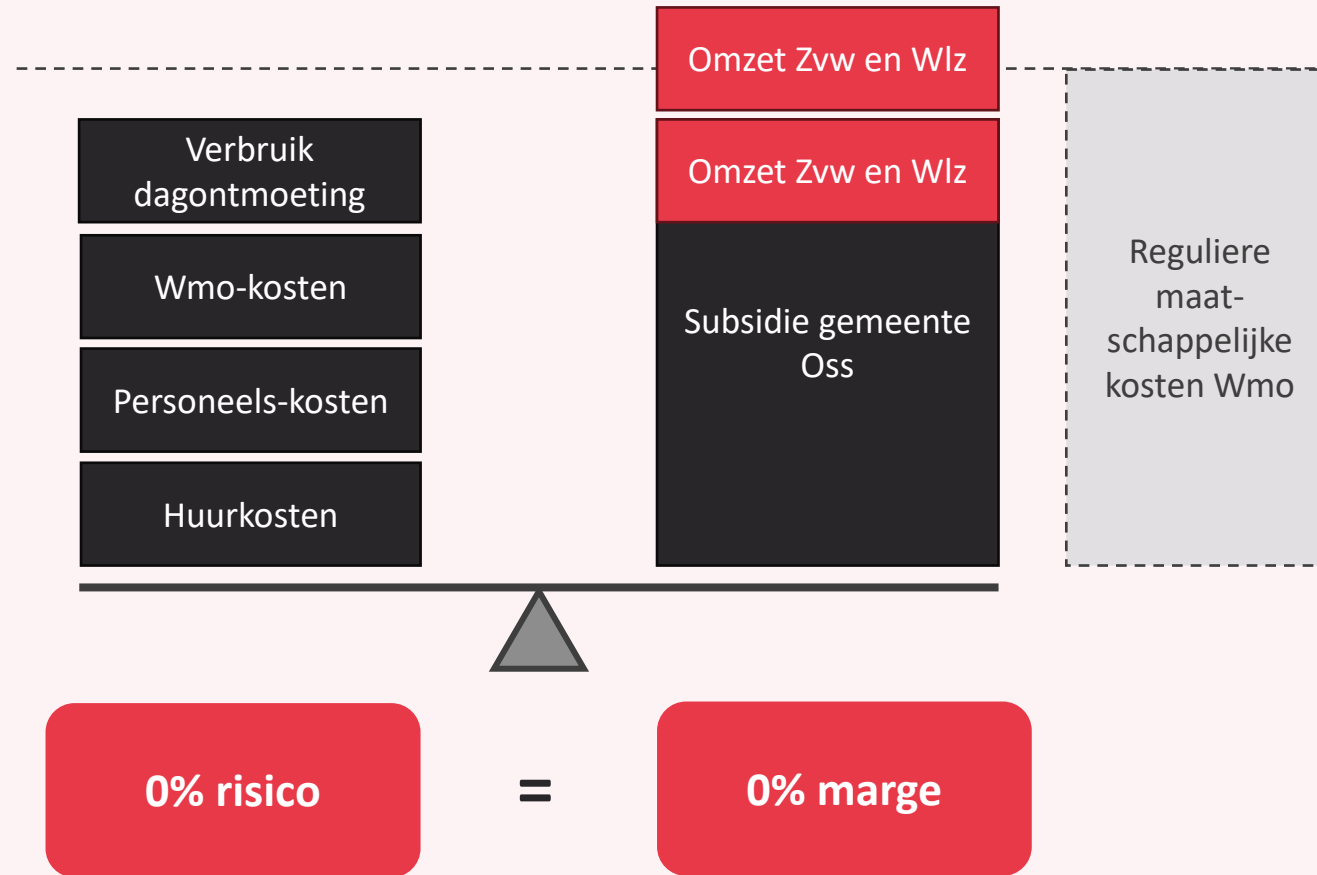 Verbruik
dagontmoeting
Wmo-kosten
Personeels-kosten
Huurkosten
Omzet Zvw en Wlz
Omzet Zvw en Wlz
Subsidie gemeente
Oss
Reguliere
maat-
schappelijke
kosten Wmo
0% risico
=
0% marge